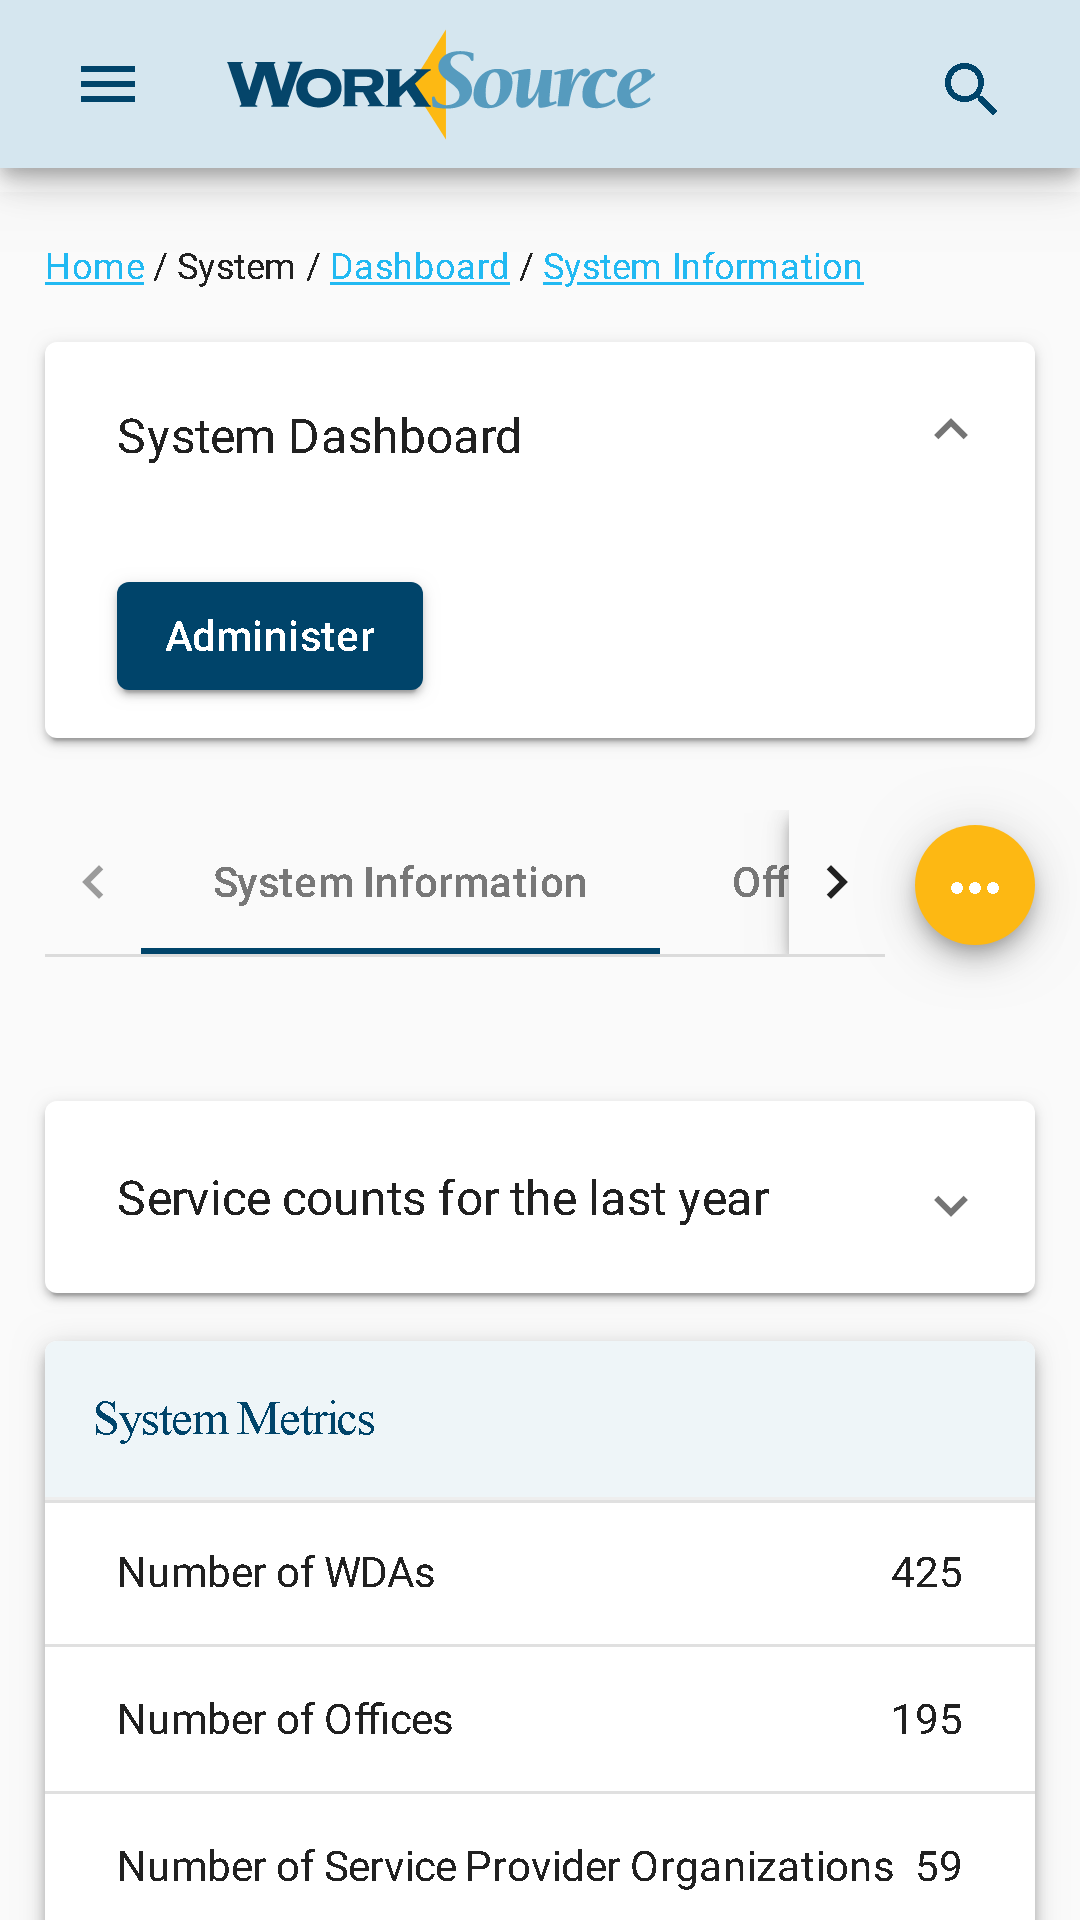 WorkSource
Home / System / Dashboard / System Information
System Dashboard
Administer
System Information Off
Service counts for the last year
System Metrics
Number of WDAs 425
Number of Offices 195
Number of Service Provider Organizations 59